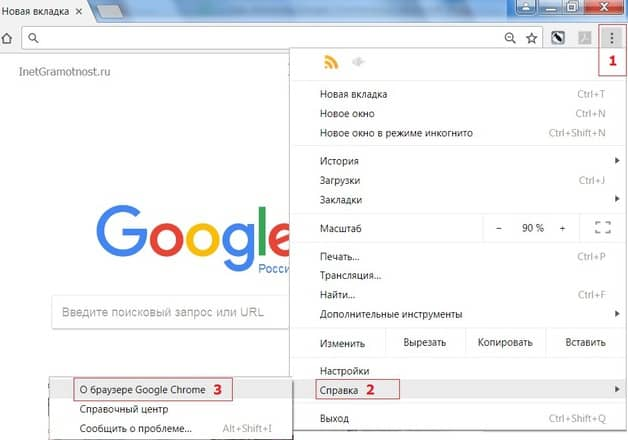 Новая вкладка
1
InetGramotnost.ru
Новая вкладка Ctrl+T
Новое окно Ctrl+N
Новое окно в режиме инкогнито Ctrl+Shift+N
История
Загрузки Ctrl+J
Закладки
Масштаб − 90 % +
Google
Росси
Печать... Ctrl+P
Трансляция...
Найти... Ctrl+F
Дополнительные инструменты
Введите поисковый запрос или URL
Изменить Вырезать Копировать Вставить
Настройки
Справка 2
О браузере Google Chrome 3
Справочный центр
Сообщить о проблеме... Alt+Shift+I
Выход Ctrl+Shift+Q